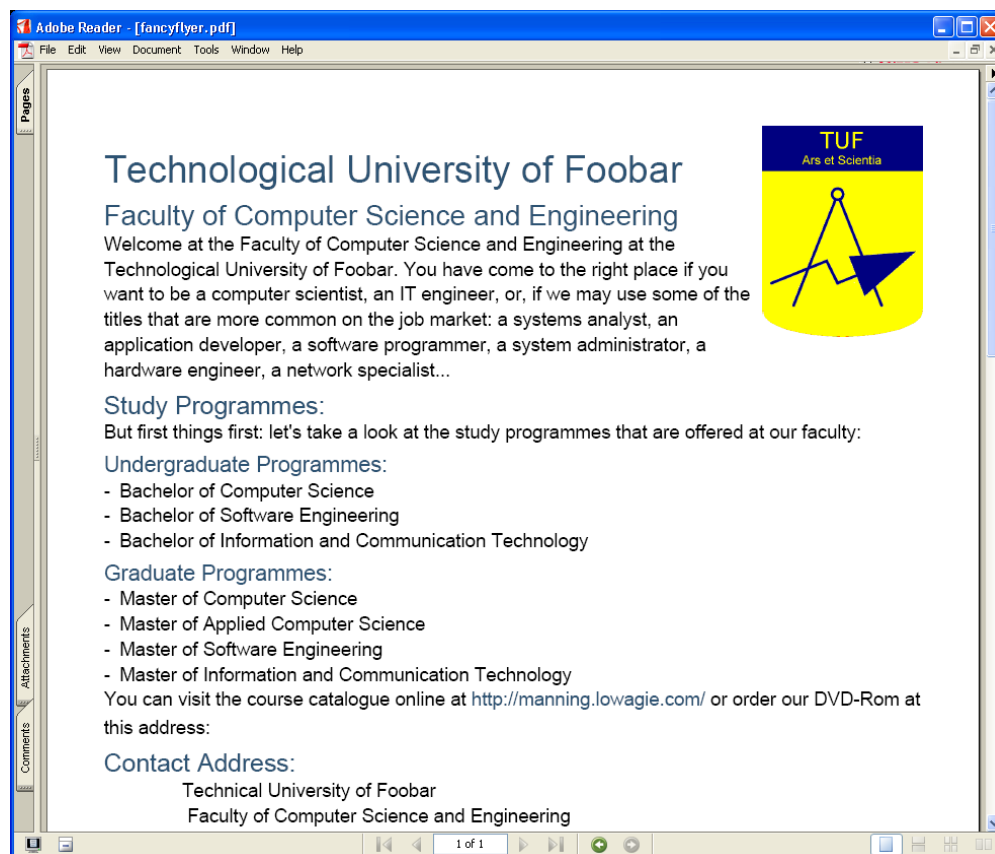 Adobe Reader - [fancyflyer.pdf]
File Edit View Document Tools Window Help
Pages
TUF
Ars et Scientia
Technological University of Foobar
Faculty of Computer Science and Engineering
Welcome at the Faculty of Computer Science and Engineering at the
Technological University of Foobar. You have come to the right place if you
want to be a computer scientist, an IT engineer, or, if we may use some of the
titles that are more common on the job market: a systems analyst, an
application developer, a software programmer, a system administrator, a
hardware engineer, a network specialist...
Study Programmes:
But first things first: let's take a look at the study programmes that are offered at our faculty:
Undergraduate Programmes:
- Bachelor of Computer Science
- Bachelor of Software Engineering
- Bachelor of Information and Communication Technology
Graduate Programmes:
- Master of Computer Science
- Master of Applied Computer Science
- Master of Software Engineering
- Master of Information and Communication Technology
You can visit the course catalogue online at http://manning.lowagie.com/ or order our DVD-Rom at
this address:
Attachments
Comments
Contact Address:
Technical University of Foobar
Faculty of Computer Science and Engineering
1 of 1